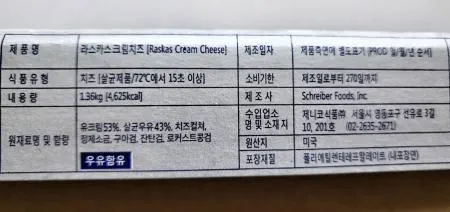 제품명 라스카스크림치즈 [Raskas Cream Cheese] 제조일자 제품측면에 별도표기 (PROD 일/월/년 순서)
식품유형 치즈 [살균제품/72℃에서 15초 이상] 소비기한 제조일로부터 270일까지
내용량 1.36kg (4,625kcal) 제조사 Schreiber Foods, Inc.
원재료명 및 함량 유크림53%, 살균우유43%, 치즈컬쳐,
정제소금, 구아검, 잔탄검, 로커스트콩검
우유함유
수입업소
명 및 소재지 제니코식품㈜ 서울시 영등포구 선유로 3길
10, 201호 (02-2635-2671)
원산지 미국
포장재질 폴리에틸렌테레프탈레이트 (내포장면)